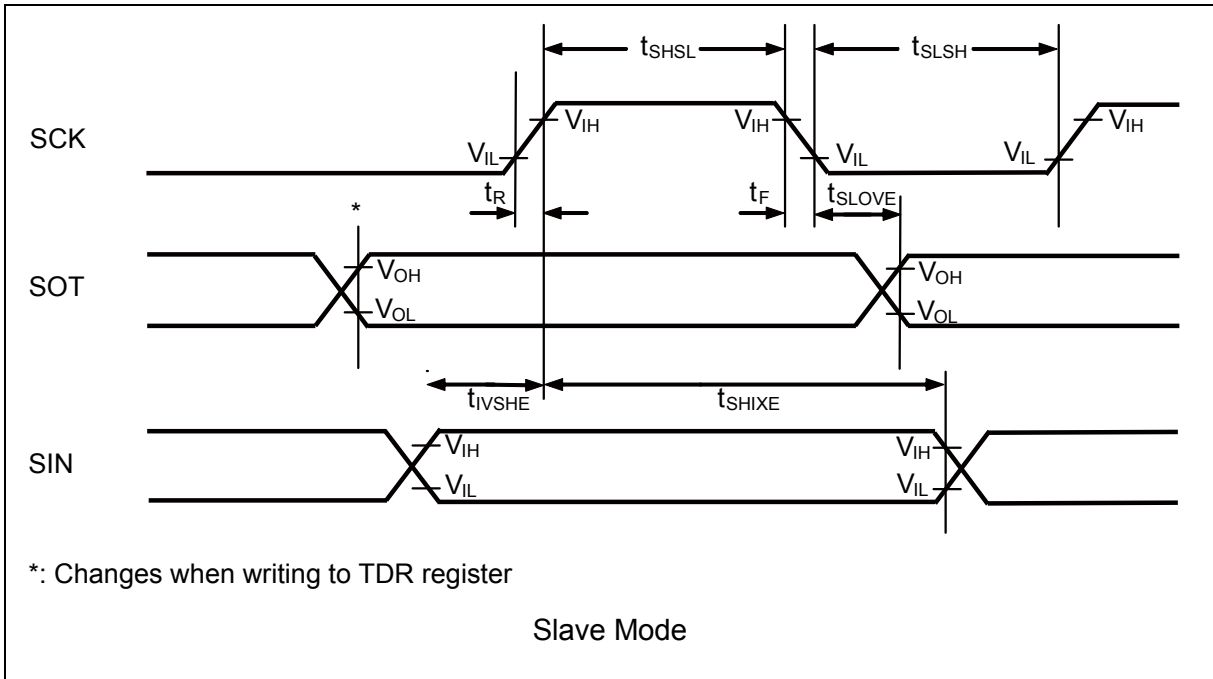 tSHSL tSLSH
SCK VIH VIH VIH
VIL VIL VIL
tR tF tSLOVE
*
SOT VOH VOH
VOL VOL
tIVSHE tSHIXE
SIN VIH VIH
VIL VIL
*: Changes when writing to TDR register
Slave Mode